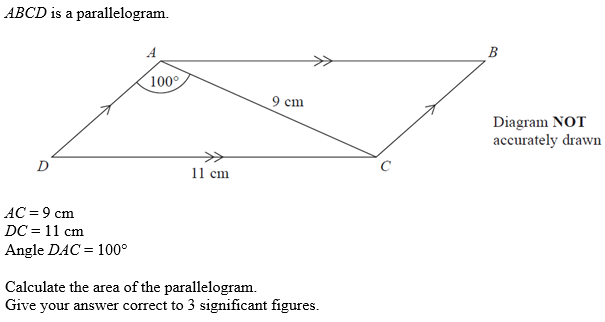 ABCD is a parallelogram.
A
B
100°
9 cm
Diagram NOT
accurately drawn
D
C
11 cm
AC = 9 cm
DC = 11 cm
Angle DAC = 100°
Calculate the area of the parallelogram.
Give your answer correct to 3 significant figures.